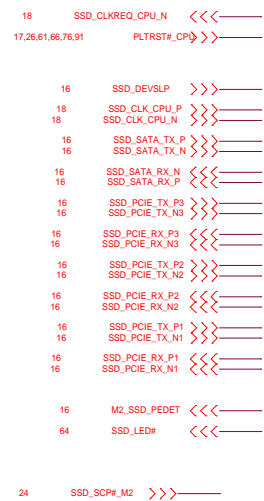 18 SSD_CLKREQ_CPU_N
17,26,61,66,76,91 PLTRST#_CPU
16 SSD_DEVSLP
18 SSD_CLK_CPU_P
18 SSD_CLK_CPU_N
16 SSD_SATA_TX_P
16 SSD_SATA_TX_N
16 SSD_SATA_RX_N
16 SSD_SATA_RX_P
16 SSD_PCIE_TX_P3
16 SSD_PCIE_TX_N3
16 SSD_PCIE_RX_P3
16 SSD_PCIE_RX_N3
16 SSD_PCIE_TX_P2
16 SSD_PCIE_TX_N2
16 SSD_PCIE_RX_P2
16 SSD_PCIE_RX_N2
16 SSD_PCIE_TX_P1
16 SSD_PCIE_TX_N1
16 SSD_PCIE_RX_P1
16 SSD_PCIE_RX_N1
16 M2_SSD_PEDET
64 SSD_LED#
24 SSD_SCP#_M2